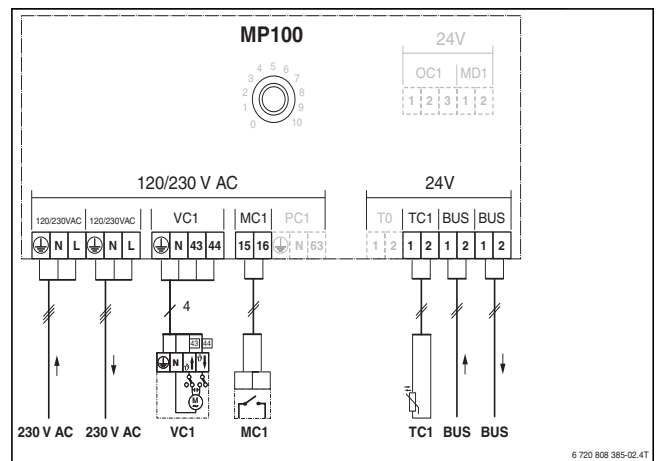 MP100
24V
OC1 MD1
1 2 3 1 2
0 1 2 3 4 5 6 7 8 9 10
120/230 V AC
24V
120/230VAC 120/230VAC VC1 MC1 PC1 T0 TC1 BUS BUS
N L N L N 43 44 15 16 N 63 1 2 1 2 1 2 1 2
4
43 44
N
M
230 V AC 230 V AC VC1 MC1 TC1 BUS BUS
6 720 808 385-02.4T